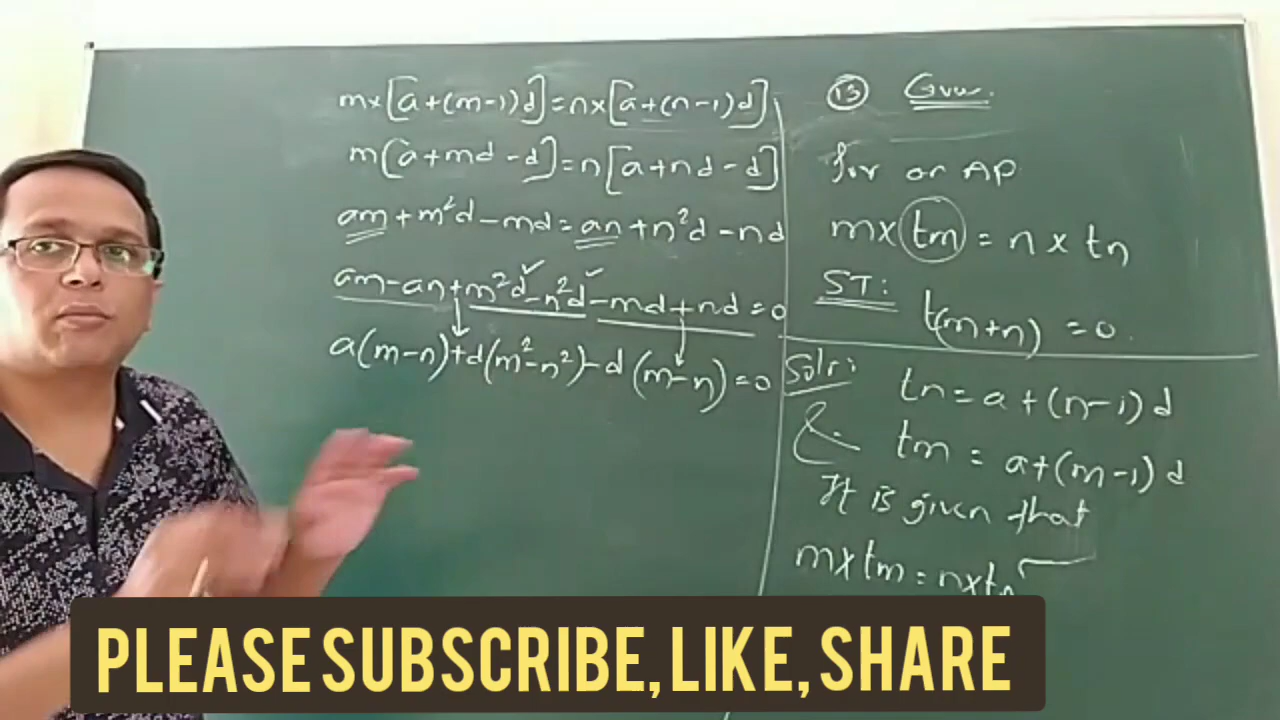 m×[a+(m-1)d]=n×[a+(n-1)d]
m[a+md-d]=n[a+nd-d]
am+m²d-md=an+n²d-nd
am-an+m²d-n²d-md+nd=0
a(m-n)+d(m²-n²)-d(m-n)=0
13
for an AP
m×tm=n×tn
ST:
t(m+n)=0.
Soln:
tn=a+(n-1)d
& tm=a+(m-1)d
It is given that
m×tm=n×tn
PLEASE SUBSCRIBE, LIKE, SHARE